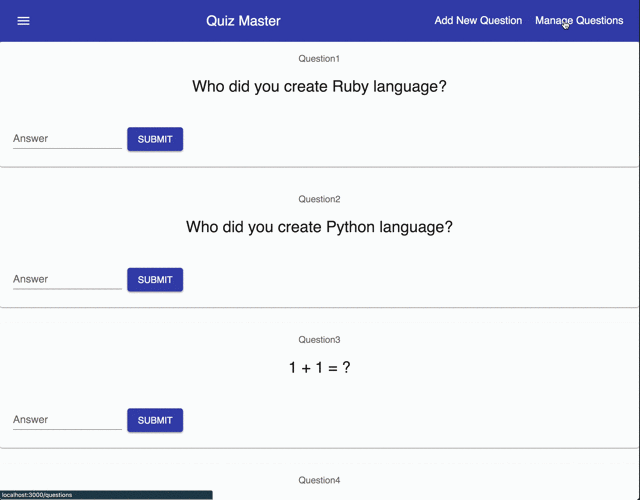 Quiz Master Add New Question Manage Questions
Question1
Who did you create Ruby language?
Answer SUBMIT
Question2
Who did you create Python language?
Answer SUBMIT
Question3
1 + 1 = ?
Answer SUBMIT
Question4
localhost:3000/questions